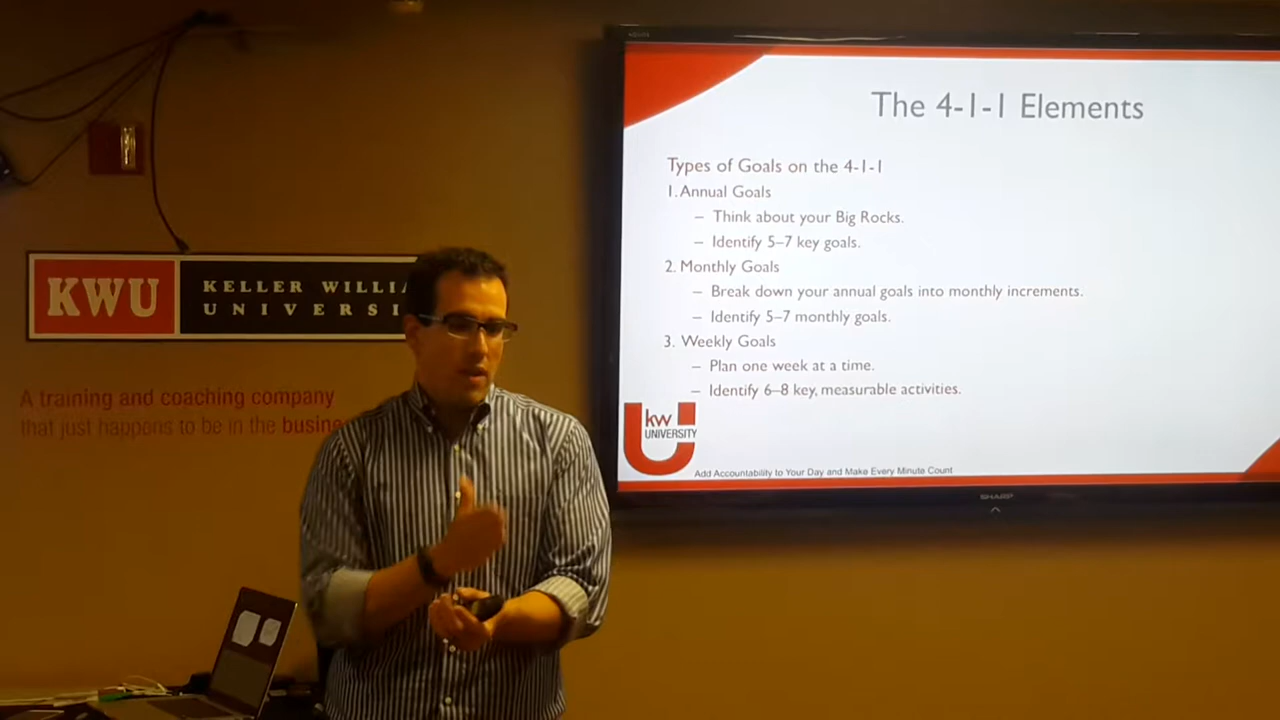 The 4-1-1 Elements
Types of Goals on the 4-1-1
1. Annual Goals
– Think about your Big Rocks.
– Identify 5–7 key goals.
2. Monthly Goals
– Break down your annual goals into monthly increments.
– Identify 5–7 monthly goals.
3. Weekly Goals
– Plan one week at a time.
– Identify 6–8 key, measurable activities.
kw
UNIVERSITY
Add Accountability to Your Day and Make Every Minute Count
SHARP
KWU
KELLER WILLIA
UNIVERSI
A training and coaching company
that just happens to be in the busine